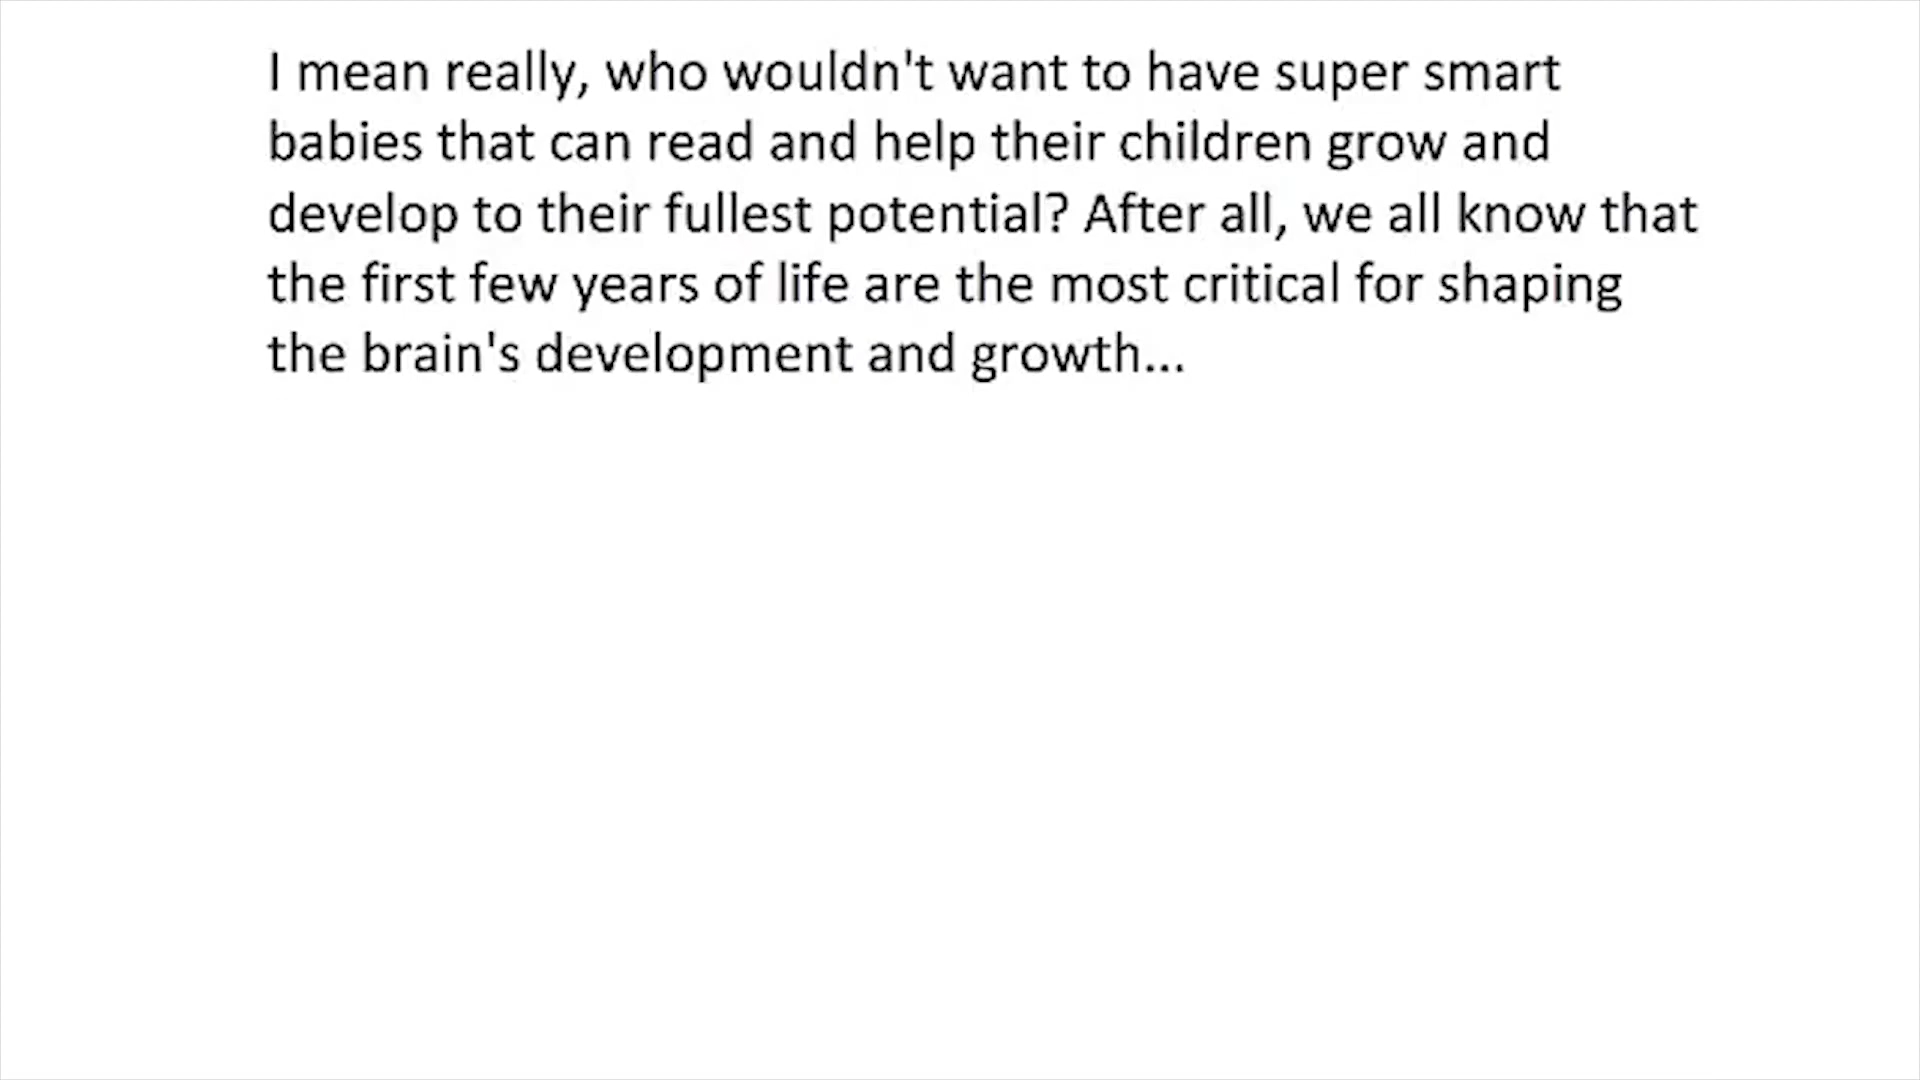 I mean really, who wouldn't want to have super smart
babies that can read and help their children grow and
develop to their fullest potential? After all, we all know that
the first few years of life are the most critical for shaping
the brain's development and growth...